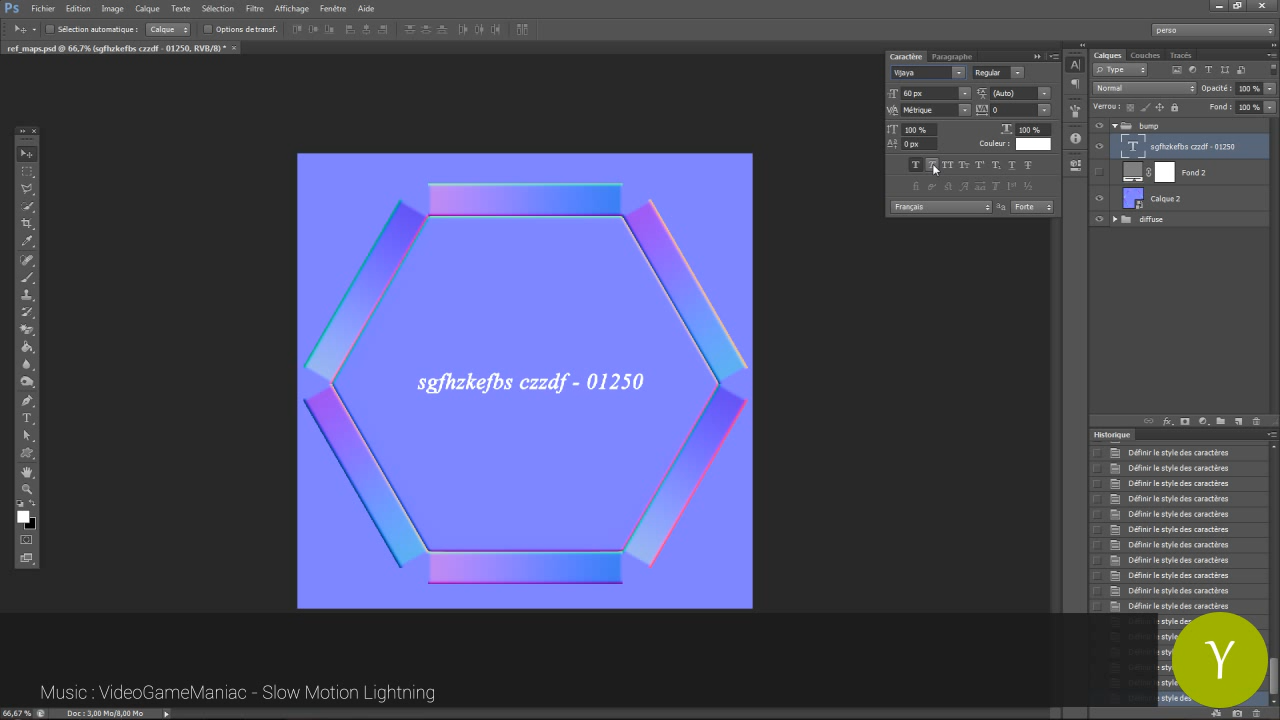 Ps Fichier Edition Image Calque Texte Sélection Filtre Affichage Fenêtre Aide
Sélection automatique : Calque Options de transf. perso
ref_maps.psd @ 66,7% (sgfhzkefbs czzdf - 01250, RVB/8) * ×
Caractère Paragraphe
Vijaya Regular
60 px (Auto)
Métrique 0
100 % 100 %
0 px Couleur :
Français aa Forte
Calques Couches Tracés
Type
Normal Opacité : 100 %
Verrou : Fond : 100 %
bump
sgfhzkefbs czzdf - 01250
Fond 2
Calque 2
diffuse
sgfhzkefbs czzdf - 01250
Historique
Définir le style des caractères
Définir le style des caractères
Définir le style des caractères
Définir le style des caractères
Définir le style des caractères
Définir le style des caractères
Définir le style des caractères
Définir le style des caractères
Définir le style des caractères
Définir le style des caractères
Définir le style des caractères
Music : VideoGameManiac - Slow Motion Lightning
66,67 % Doc : 3,00 Mo/8,00 Mo